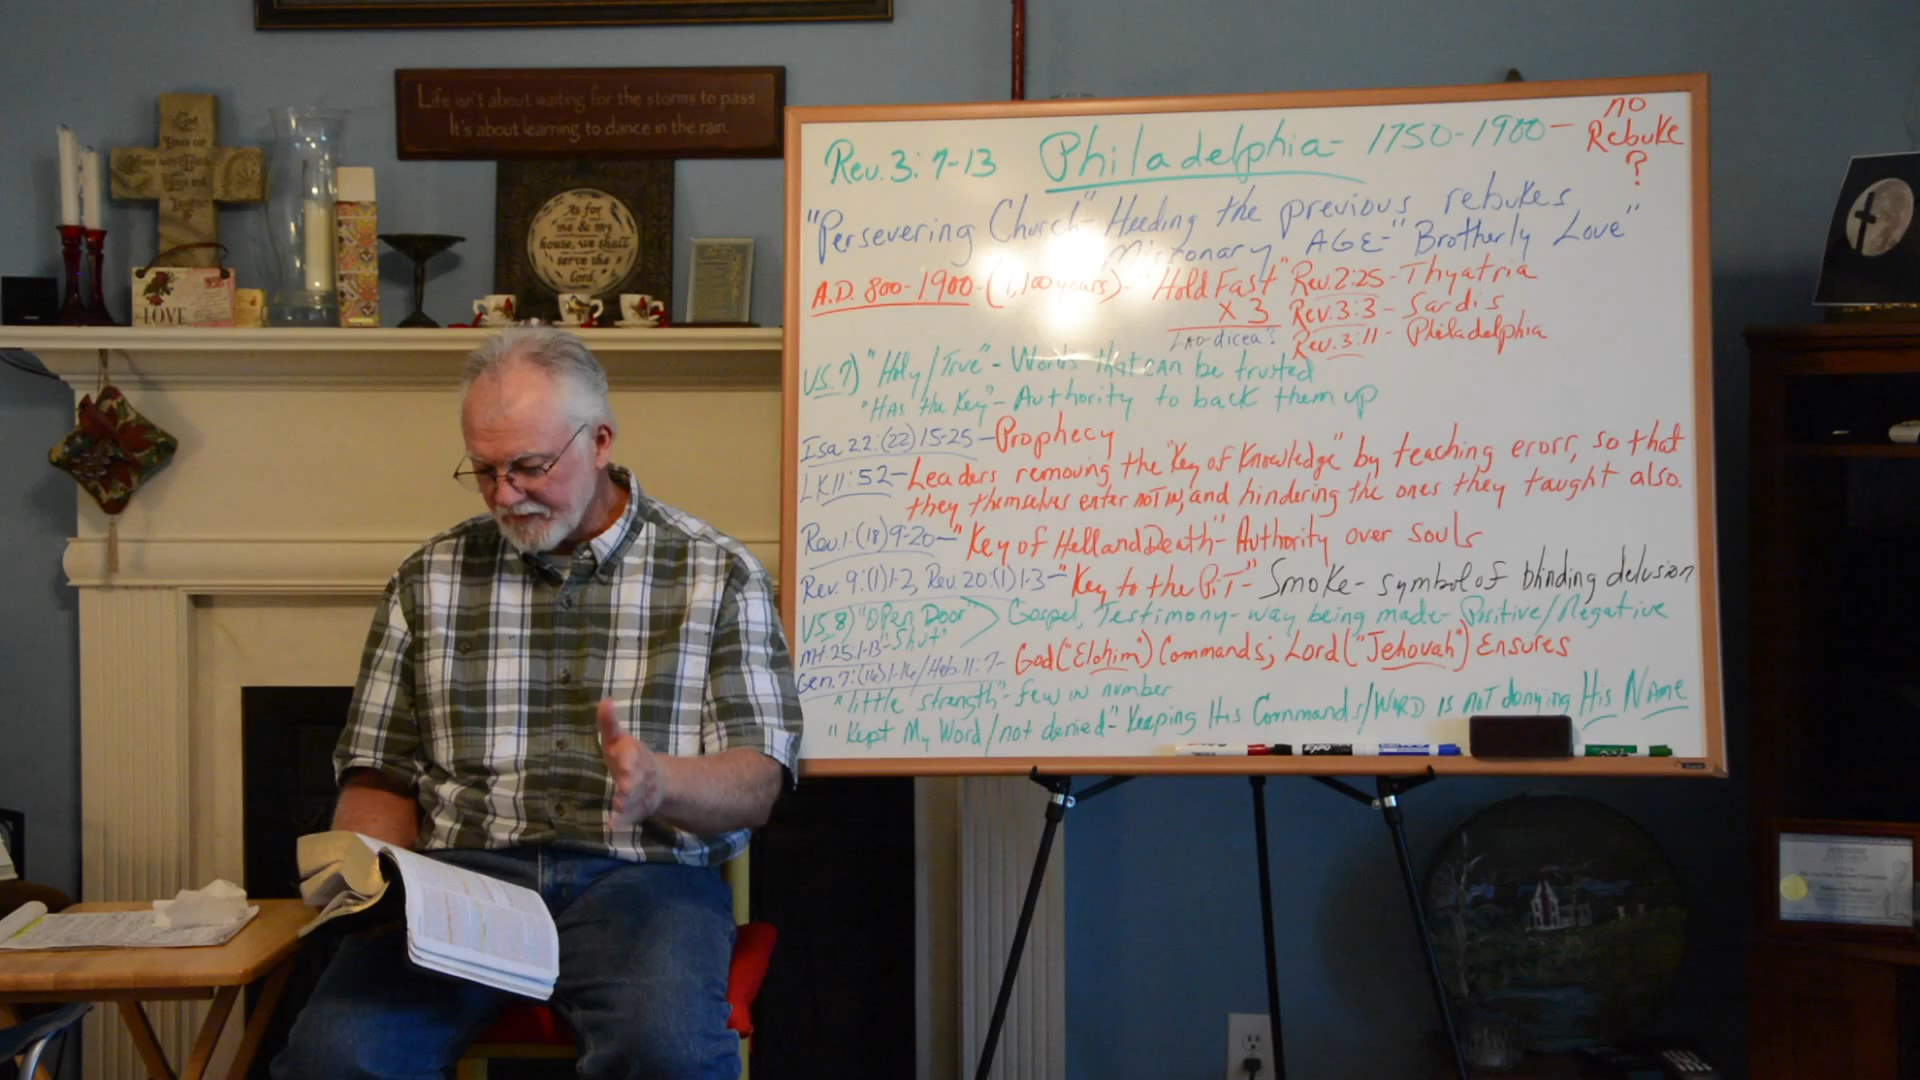 Life isn't about waiting for the storms to pass
It's about learning to dance in the rain.
As for
me & my
house, we shall
serve the
Lord.
LOVE
Rev. 3:7-13 Philadelphia- 1750-1900- no
Rebuke
?
"Persevering Church"- Heeding the previous rebukes
Missionary AGE-"Brotherly Love"
A.D. 800-1900-(1,100 years)-"Hold Fast" Rev. 2:25-Thyatria
X 3 Rev. 3:3 - Sardis
LAO-dicea? Rev. 3:11- Philadelphia
VS. 7) "Holy/True"- Words that can be trusted
"HAs the Key"- Authority to back them up
Isa 22:(22)15-25-Prophecy
LK 11:52-Leaders removing the "Key of Knowledge" by teaching erorr, so that
they themselves enter noT in, and hindering the ones they taught also.
Rev. 1:(18)9-20-"Key of Hell and Death"- Authority over souls
Rev. 9:(1)1-2, Rev. 20:(1)1-3-"Key to the PiT-" Smoke- symbol of blinding delusion
VS. 8) "OPen Door" Gospel, Testimony- way being made- Positive/Negative
Mt. 25:1-13-"Shut"
Gen. 7:(16)1-16/Heb. 11:7- God("Elohim") Commands; Lord("Jehovah") Ensures
"little strength"- few in number
"Kept My Word/not denied"- Keeping His Commands/WORD is noT denying His NAme
EXPO